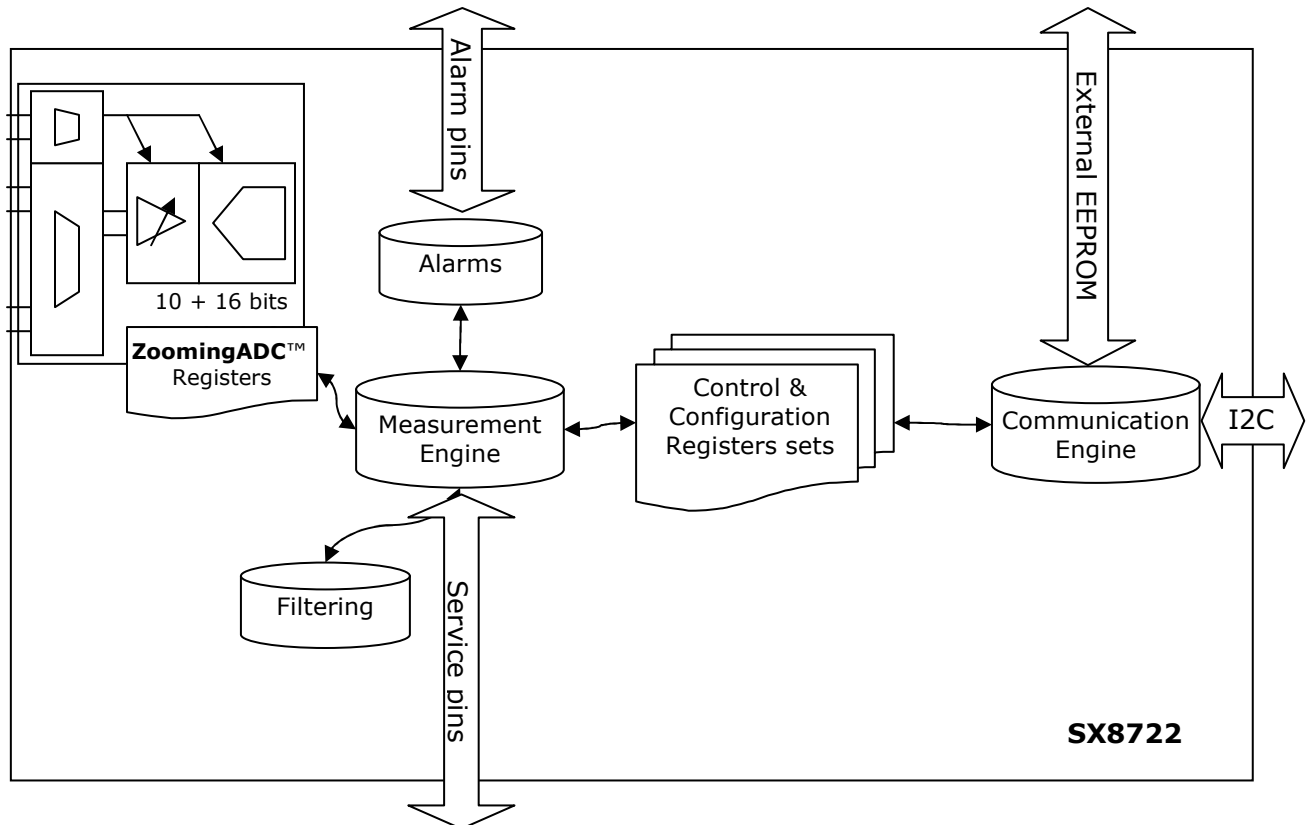 Alarm pins
External EEPROM
Alarms
10 + 16 bits
ZoomingADC™
Registers
Measurement
Engine
Control &
Configuration
Registers sets
Communication
Engine
I2C
Filtering
Service pins
SX8722